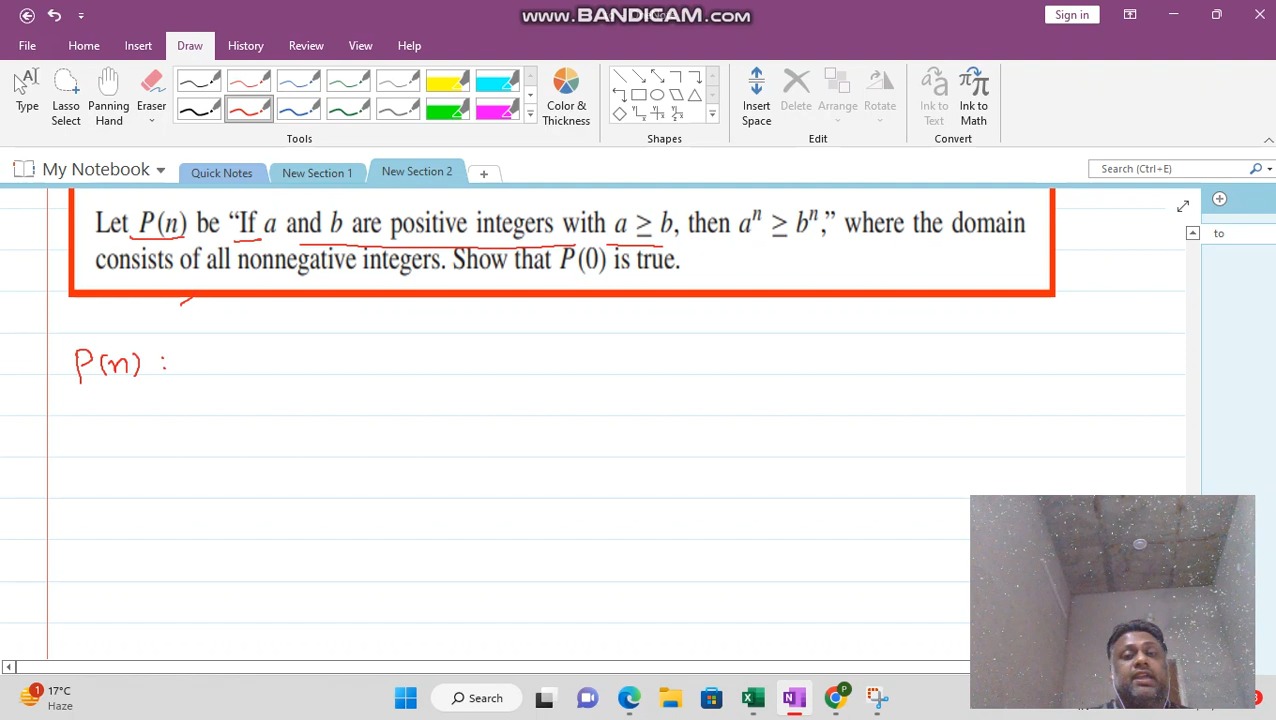 www.BANDICAM.com
Sign in
File Home Insert Draw History Review View Help
Type
Lasso Select
Panning Hand
Eraser
Color & Thickness
Insert Space
Delete
Arrange
Rotate
Ink to Text
Ink to Math
Tools
Shapes
Edit
Convert
My Notebook
Quick Notes
New Section 1
New Section 2
Search (Ctrl+E)
Let P(n) be “If a and b are positive integers with a ≥ b, then aⁿ ≥ bⁿ,” where the domain
consists of all nonnegative integers. Show that P(0) is true.
to
P(n) :
1
17°C
Haze
Search